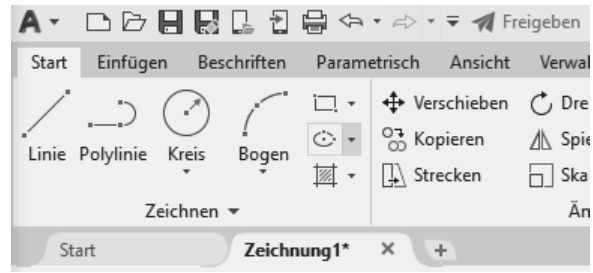 A Freigeben
Start Einfügen Beschriften Parametrisch Ansicht
Verschieben
Kopieren
Linie Polylinie Kreis Bogen
Strecken
Zeichnen
Start Zeichnung1*